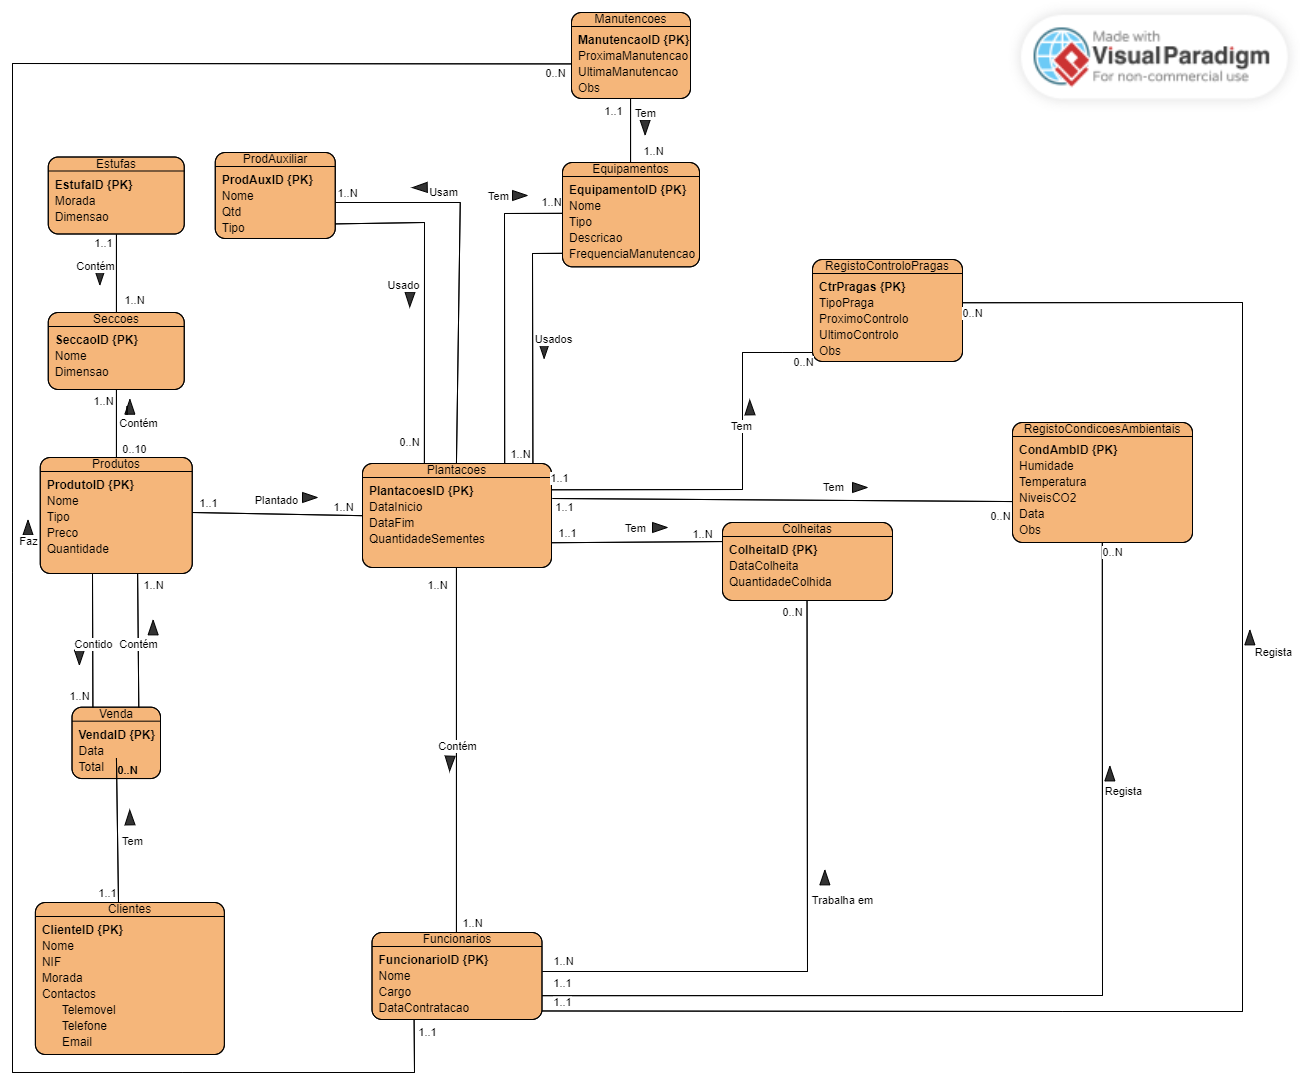 Manutencoes
ManutencaoID {PK}
ProximaManutencao
UltimaManutencao
Obs
Made with
Visual Paradigm
For non-commercial use
0..N
1..1
Tem
1..N
Estufas
EstufaID {PK}
Morada
Dimensao
ProdAuxiliar
ProdAuxID {PK}
Nome
Qtd
Tipo
1..N
Usam
Tem
1..N
Equipamentos
EquipamentoID {PK}
Nome
Tipo
Descricao
FrequenciaManutencao
1..1
Contém
1..N
Usado
Usados
0..N
1..N
RegistoControloPragas
CtrPragas {PK}
TipoPraga
ProximoControlo
UltimoControlo
Obs
0..N
0..N
Seccoes
SeccaoID {PK}
Nome
Dimensao
1..N
Contém
0..10
Tem
Produtos
ProdutoID {PK}
Nome
Tipo
Preco
Quantidade
1..1
Plantado
1..N
Plantacoes
PlantacoesID {PK}
DataInicio
DataFim
QuantidadeSementes
1..1
1..1
1..1
Tem
Tem
1..N
0..N
RegistoCondicoesAmbientais
CondAmbID {PK}
Humidade
Temperatura
NiveisCO2
Data
Obs
0..N
Colheitas
ColheitaID {PK}
DataColheita
QuantidadeColhida
0..N
Faz
1..N
1..N
Contido
Contém
1..N
Regista
Venda
VendaID {PK}
Data
Total
0..N
Contém
Regista
Tem
1..1
Trabalha em
Clientes
ClienteID {PK}
Nome
NIF
Morada
Contactos
Telemovel
Telefone
Email
1..N
Funcionarios
FuncionarioID {PK}
Nome
Cargo
DataContratacao
1..N
1..1
1..1
1..1